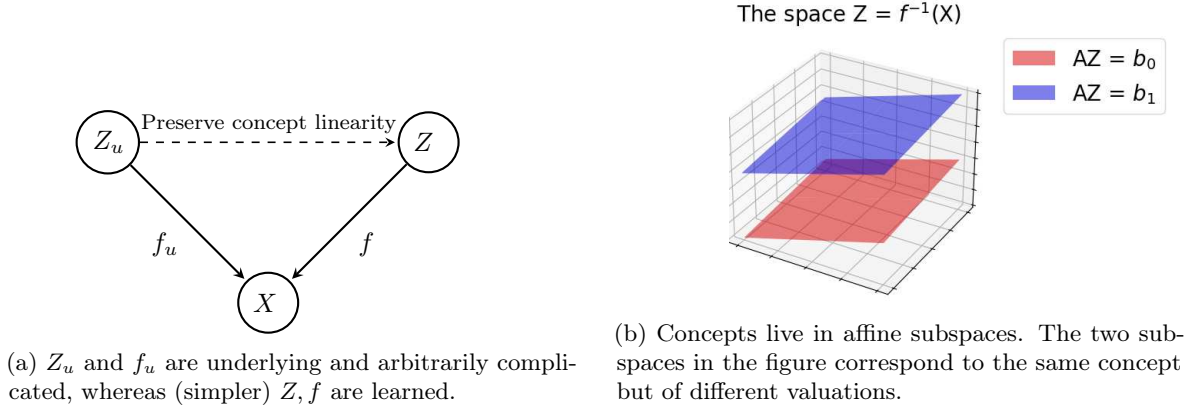 Preserve concept linearity
Z_u
Z
f_u
f
X
(a) Z_u and f_u are underlying and arbitrarily compli-
cated, whereas (simpler) Z, f are learned.
The space Z = f^{-1}(X)
AZ = b_0
AZ = b_1
(b) Concepts live in affine subspaces. The two sub-
spaces in the figure correspond to the same concept
but of different valuations.